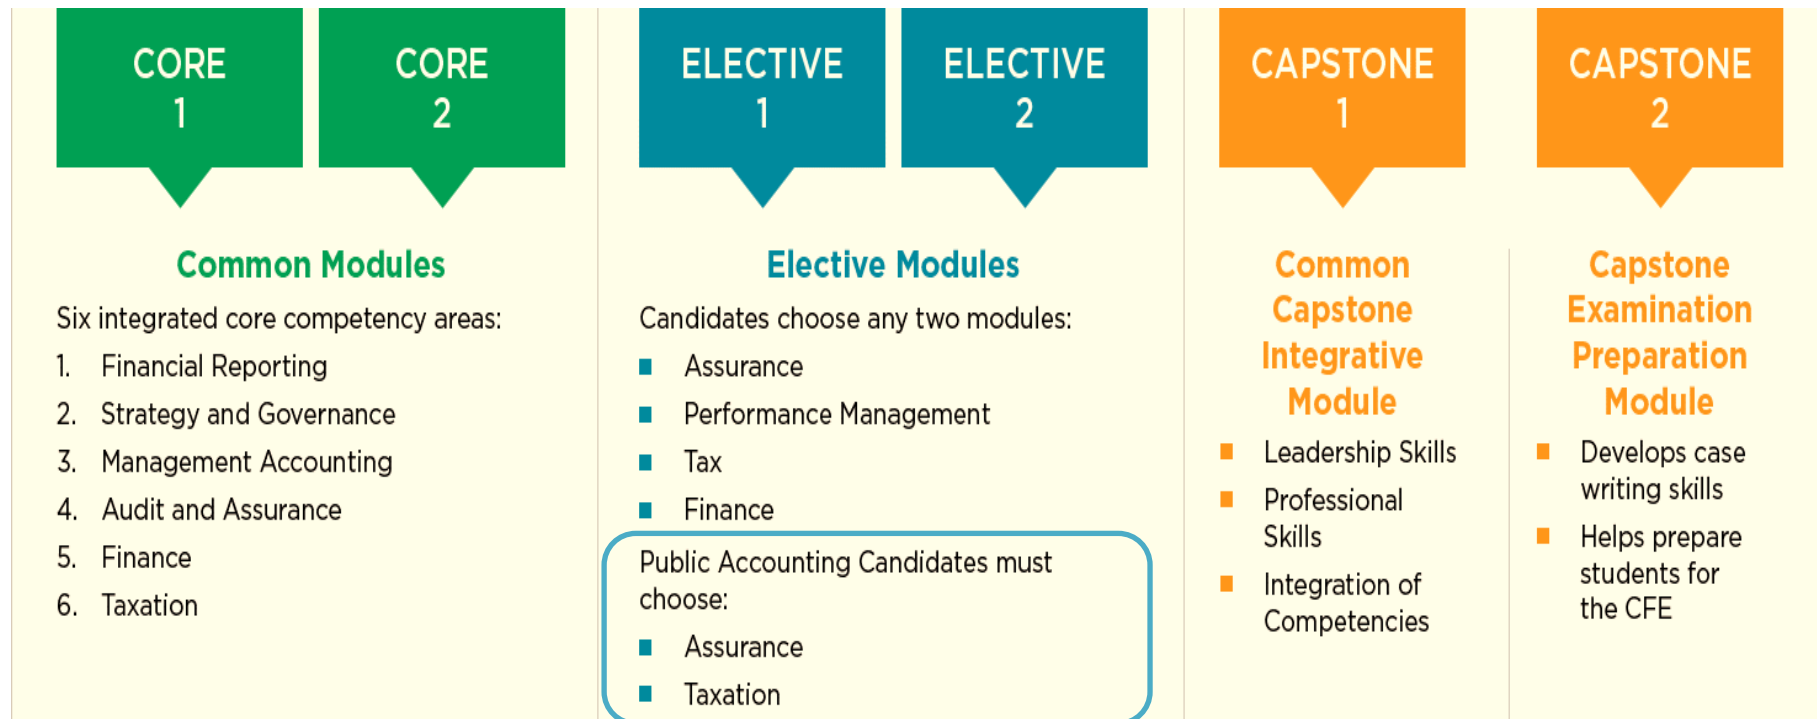 CORE
1
CORE
2
ELECTIVE
1
ELECTIVE
2
CAPSTONE
1
CAPSTONE
2
Common Modules
Six integrated core competency areas:
1. Financial Reporting
2. Strategy and Governance
3. Management Accounting
4. Audit and Assurance
5. Finance
6. Taxation
Elective Modules
Candidates choose any two modules:
Assurance
Performance Management
Tax
Finance
Public Accounting Candidates must
choose:
Assurance
Taxation
Common
Capstone
Integrative
Module
Leadership Skills
Professional
Skills
Integration of
Competencies
Capstone
Examination
Preparation
Module
Develops case
writing skills
Helps prepare
students for
the CFE